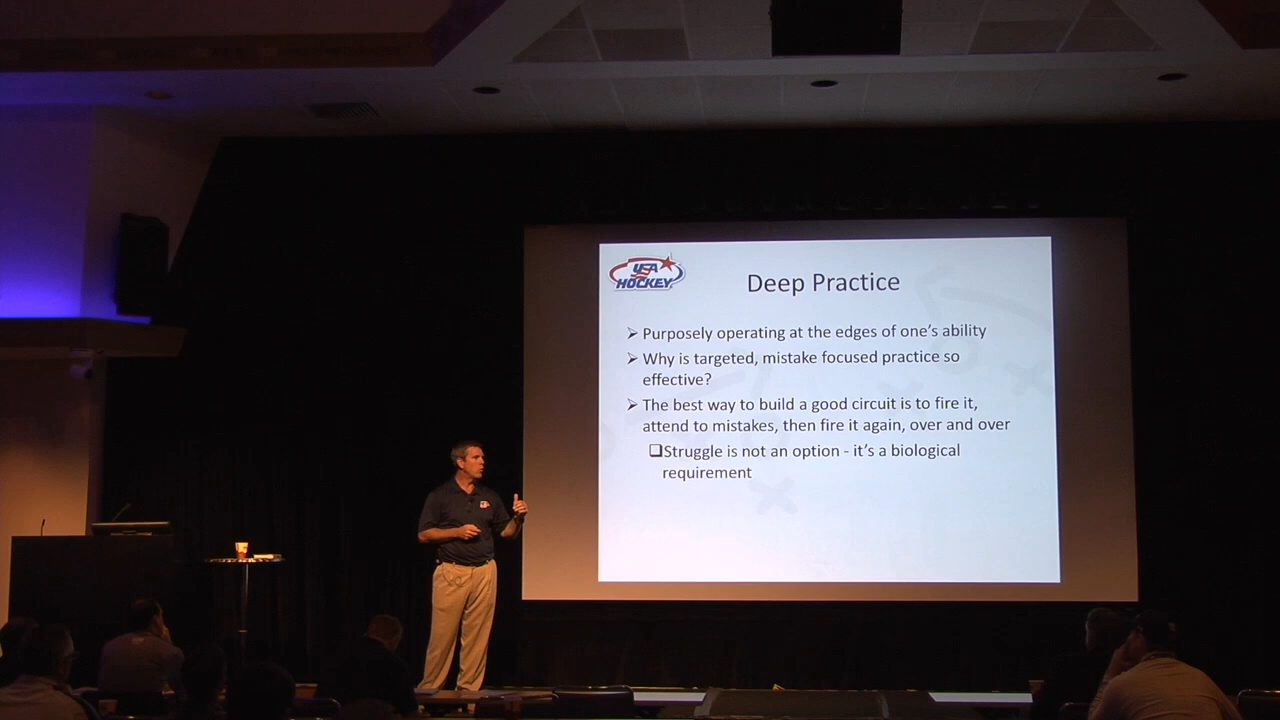 USA
HOCKEY
Deep Practice
➢ Purposely operating at the edges of one's ability
➢ Why is targeted, mistake focused practice so
effective?
➢ The best way to build a good circuit is to fire it,
attend to mistakes, then fire it again, over and over
❑Struggle is not an option - it's a biological
requirement